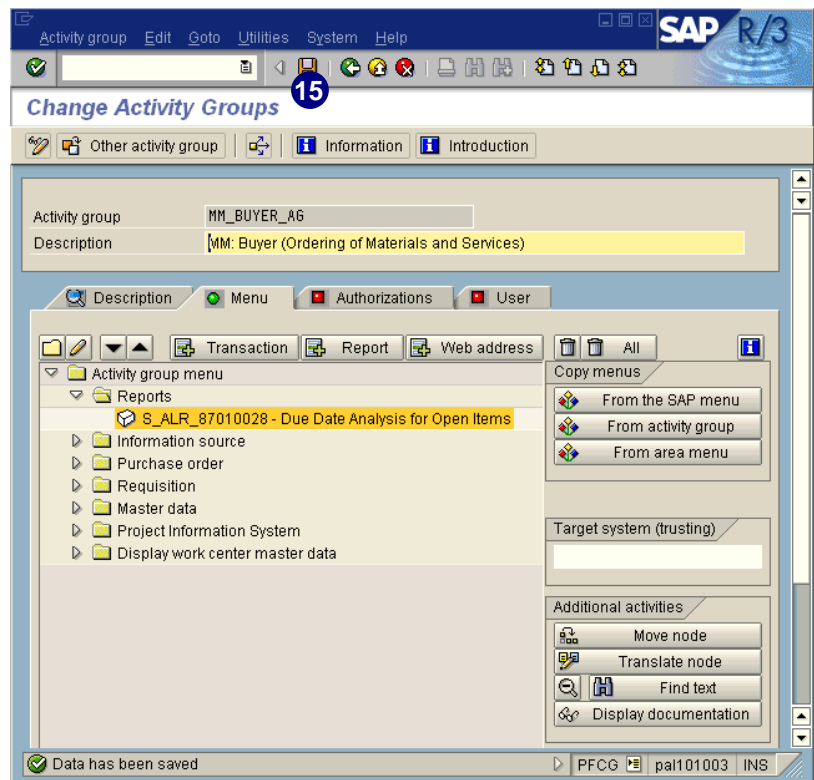 SAP R/3
Activity group Edit Goto Utilities System Help
15
Change Activity Groups
Other activity group Information Introduction
Activity group MM_BUYER_AG
Description MM: Buyer (Ordering of Materials and Services)
Description Menu Authorizations User
Transaction Report Web address All
Activity group menu
Reports
S_ALR_87010028 - Due Date Analysis for Open Items
Information source
Purchase order
Requisition
Master data
Project Information System
Display work center master data
Copy menus
From the SAP menu
From activity group
From area menu
Target system (trusting)
Additional activities
Move node
Translate node
Find text
Display documentation
Data has been saved PFCG pal101003 INS